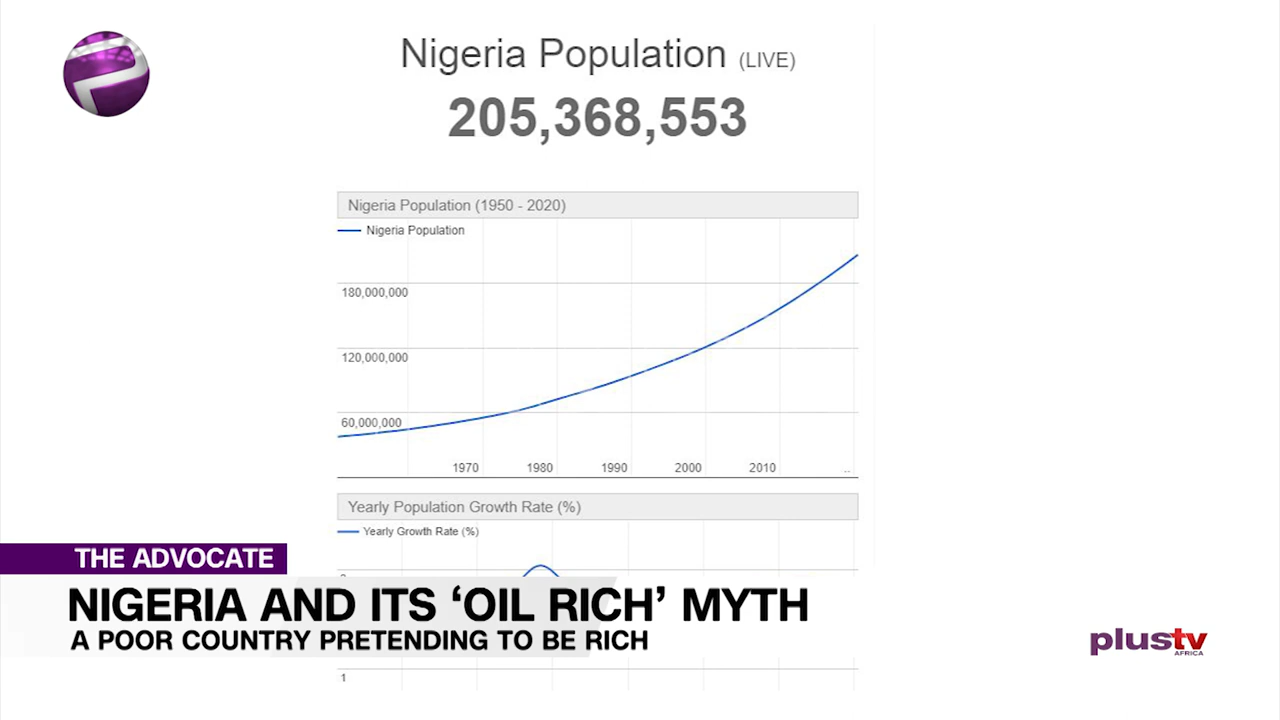 Nigeria Population (LIVE)
205,368,553
Nigeria Population (1950 - 2020)
Nigeria Population
180,000,000
120,000,000
60,000,000
1970 1980 1990 2000 2010 ..
Yearly Population Growth Rate (%)
Yearly Growth Rate (%)
THE ADVOCATE
NIGERIA AND ITS ‘OIL RICH’ MYTH
A POOR COUNTRY PRETENDING TO BE RICH
plustv
AFRICA
1